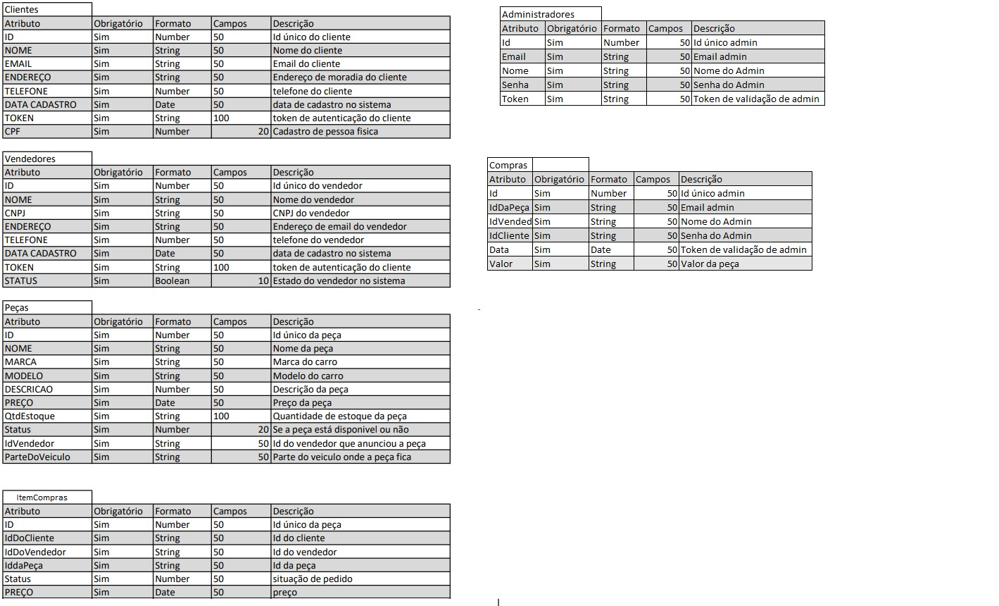 Clientes
Atributo Obrigatório Formato Campos Descrição
ID Sim Number 50 Id único do cliente
NOME Sim String 50 Nome do cliente
EMAIL Sim String 50 Email do cliente
ENDEREÇO Sim String 50 Endereço de moradia do cliente
TELEFONE Sim Number 50 telefone do cliente
DATA CADASTRO Sim Date 50 data de cadastro no sistema
TOKEN Sim String 100 token de autenticação do cliente
CPF Sim Number 20 Cadastro de pessoa fisica
Vendedores
Atributo Obrigatório Formato Campos Descrição
ID Sim Number 50 Id único do vendedor
NOME Sim String 50 Nome do vendedor
CNPJ Sim String 50 CNPJ do vendedor
ENDEREÇO Sim String 50 Endereço de email do vendedor
TELEFONE Sim Number 50 telefone do vendedor
DATA CADASTRO Sim Date 50 data de cadastro no sistema
TOKEN Sim String 100 token de autenticação do cliente
STATUS Sim Boolean 10 Estado do vendedor no sistema
Peças
Atributo Obrigatório Formato Campos Descrição
ID Sim Number 50 Id único da peça
NOME Sim String 50 Nome da peça
MARCA Sim String 50 Marca do carro
MODELO Sim String 50 Modelo do carro
DESCRICAO Sim Number 50 Descrição da peça
PREÇO Sim Date 50 Preço da peça
QtdEstoque Sim String 100 Quantidade de estoque da peça
Status Sim Number 20 Se a peça está disponivel ou não
IdVendedor Sim String 50 Id do vendedor que anunciou a peça
ParteDoVeiculo Sim String 50 Parte do veiculo onde a peça fica
ItemCompras
Atributo Obrigatório Formato Campos Descrição
ID Sim Number 50 Id único da peça
IdDoCliente Sim String 50 Id do cliente
IdDoVendedor Sim String 50 Id do vendedor
IddaPeça Sim String 50 Id da peça
Status Sim Number 50 situação de pedido
PREÇO Sim Date 50 preço
Administradores
Atributo Obrigatório Formato Campos Descrição
Id Sim Number 50 Id único admin
Email Sim String 50 Email admin
Nome Sim String 50 Nome do Admin
Senha Sim String 50 Senha do Admin
Token Sim String 50 Token de validação de admin
Compras
Atributo Obrigatório Formato Campos Descrição
Id Sim Number 50 Id único admin
IdDaPeça Sim String 50 Email admin
IdVended Sim String 50 Nome do Admin
IdCliente Sim String 50 Senha do Admin
Data Sim Date 50 Token de validação de admin
Valor Sim String 50 Valor da peça